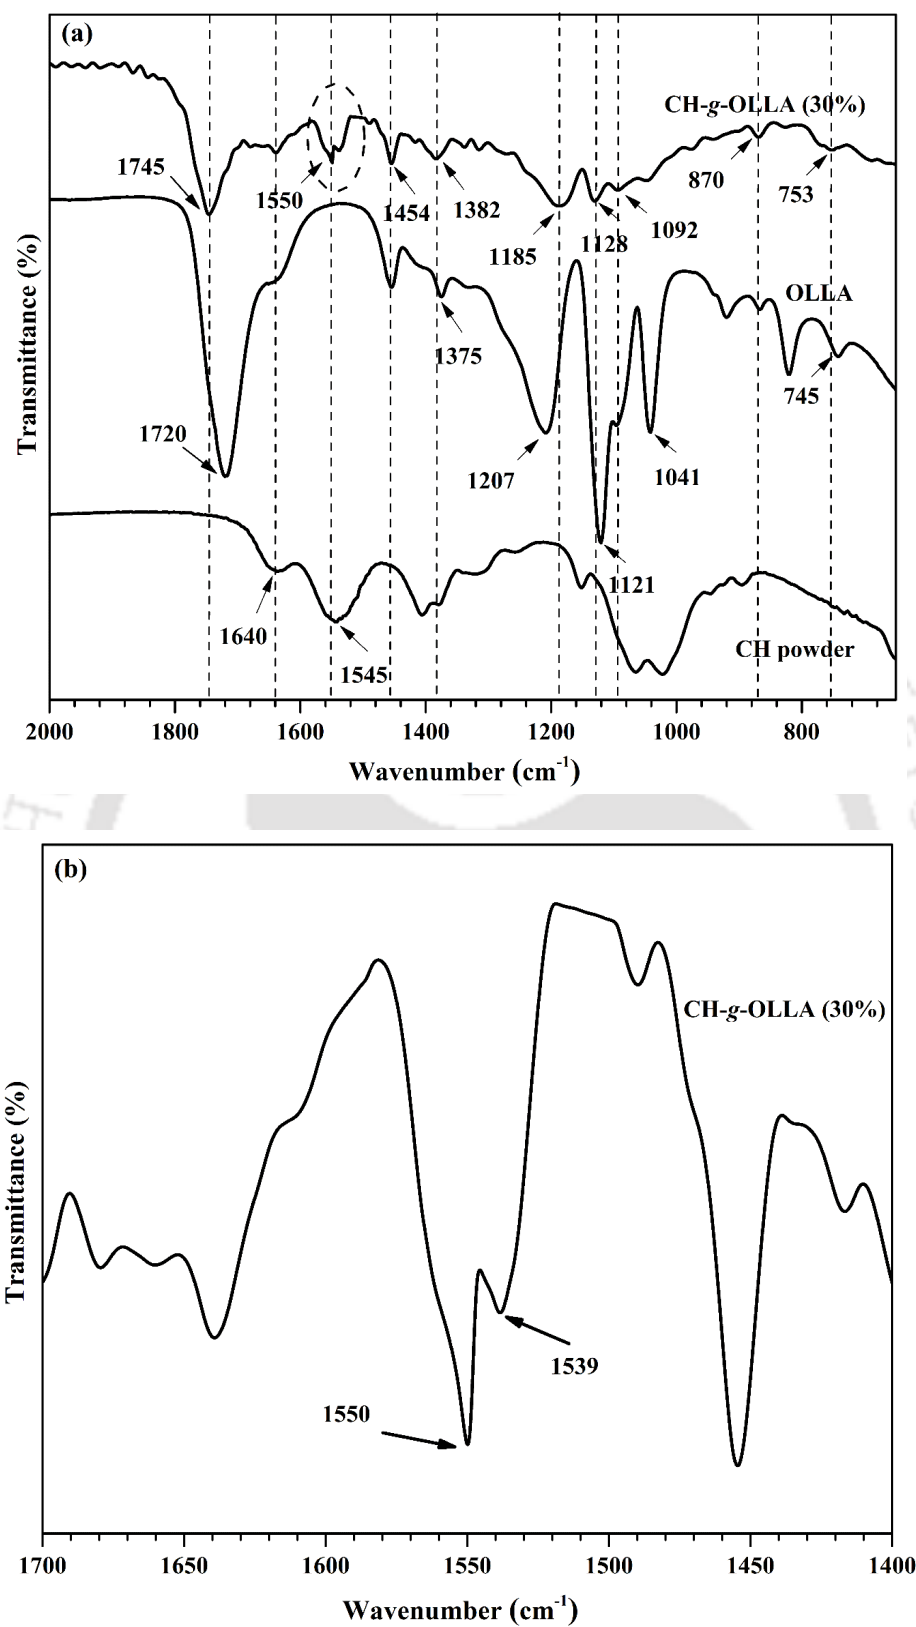 (a)
CH-g-OLLA (30%)
1745
1550
1454
1382
1185
1128
1092
870
753
OLLA
1375
1720
1207
1041
745
1121
1640
1545
CH powder
Transmittance (%)
2000 1800 1600 1400 1200 1000 800
Wavenumber (cm-1)
(b)
CH-g-OLLA (30%)
1539
1550
Transmittance (%)
1700 1650 1600 1550 1500 1450 1400
Wavenumber (cm-1)